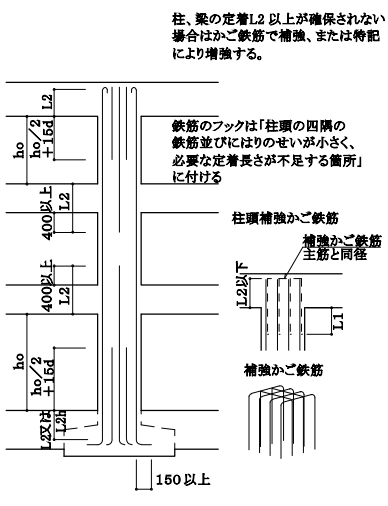 柱、梁の定着L2以上が確保されない
場合はかご鉄筋で補強、または特記
により増強する。
鉄筋のフックは「柱頭の四隅の
鉄筋並びにはりのせいが小さく、
必要な定着長さが不足する箇所」
に付ける
L2
ho
ho/2
+15d
L2
400以上
400以上
L2
ho
ho/2
+15d
L2又は
L2h
150以上
柱頭補強かご鉄筋
補強かご鉄筋
主筋と同径
L2以下
L1
補強かご鉄筋